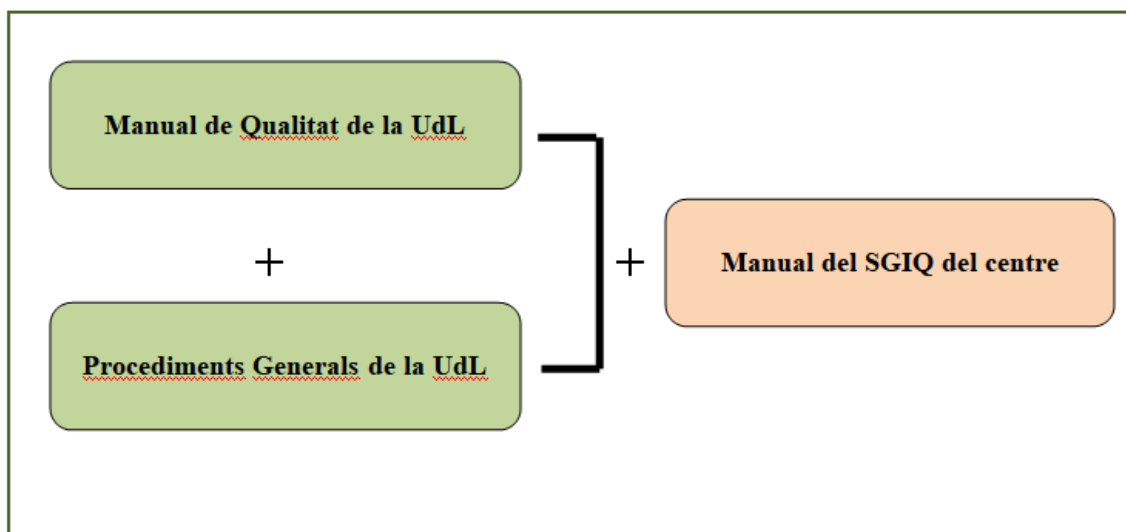 Manual de Qualitat de la UdL
+
Procediments Generals de la UdL
+
Manual del SGIQ del centre